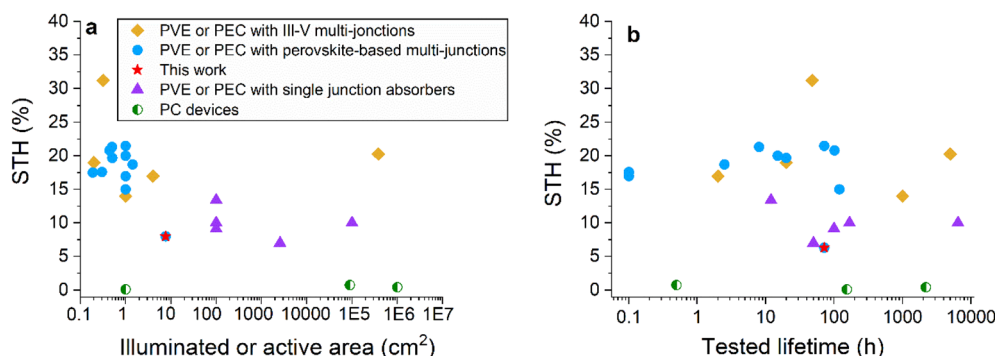 a
PVE or PEC with III-V multi-jonctions
PVE or PEC with perovskite-based multi-junctions
This work
PVE or PEC with single junction absorbers
PC devices
STH (%)
40
35
30
25
20
15
10
5
0
0.1 1 10 100 1000 1E5 1E6 1E7
Illuminated or active area (cm²)
b
STH (%)
40
35
30
25
20
15
10
5
0
0.1 1 10 100 1000 10000
Tested lifetime (h)